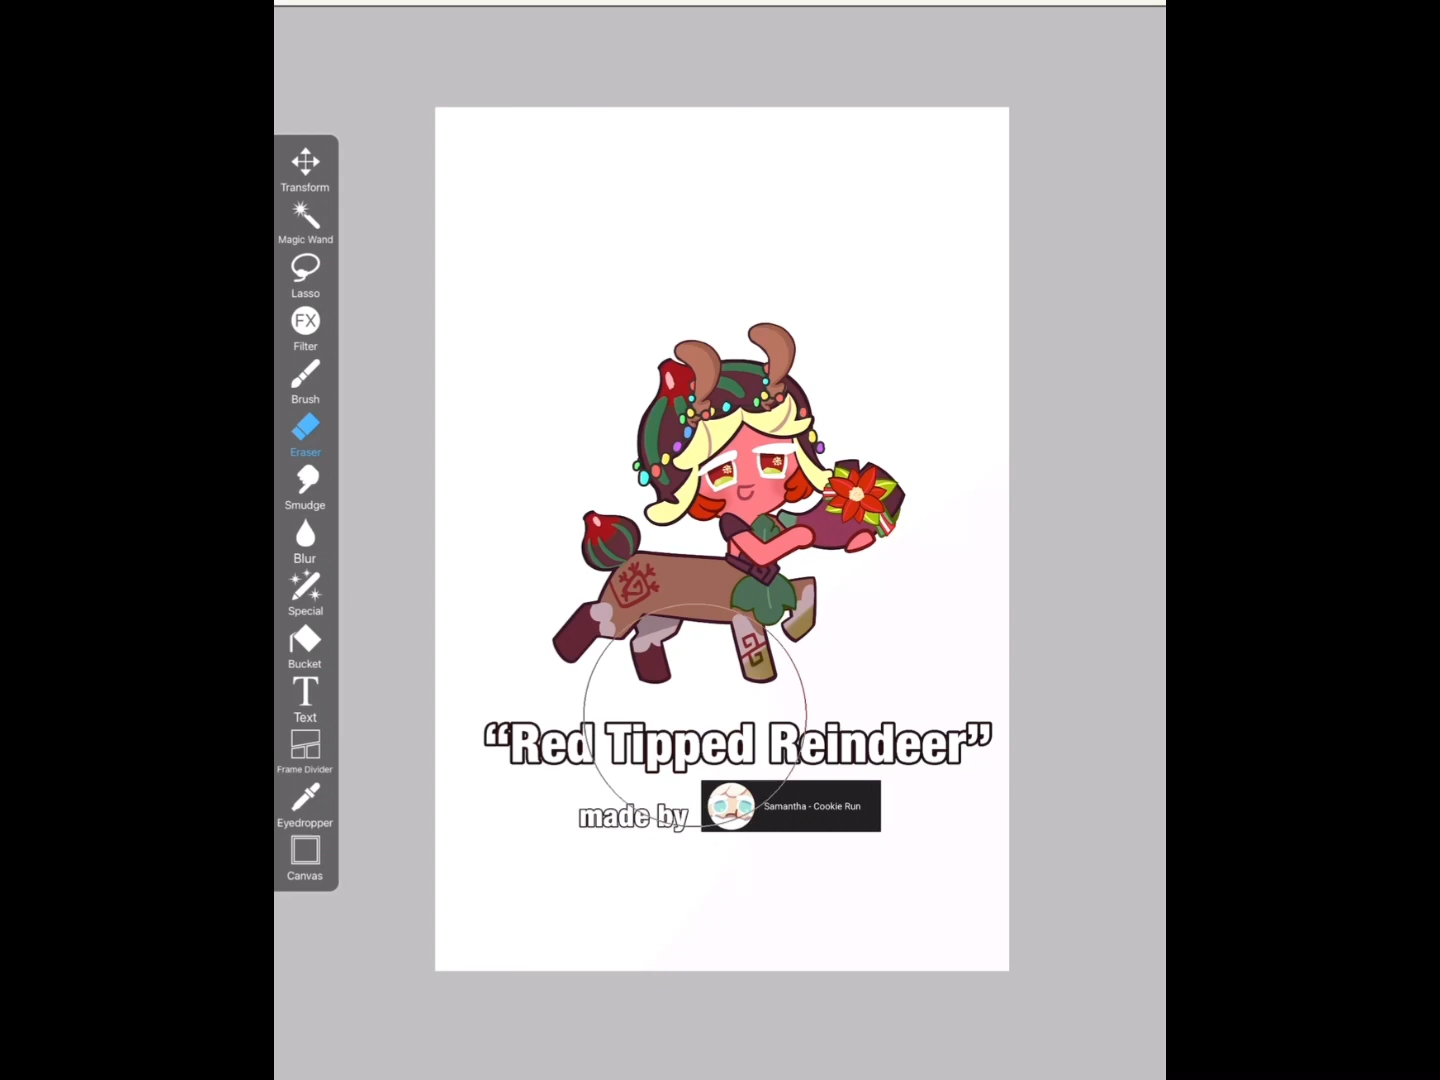 Transform
Magic Wand
Lasso
FX
Filter
Brush
Eraser
Smudge
Blur
Special
Bucket
T
Text
Frame Divider
Eyedropper
Canvas
“Red Tipped Reindeer”
made by
Samantha - Cookie Run